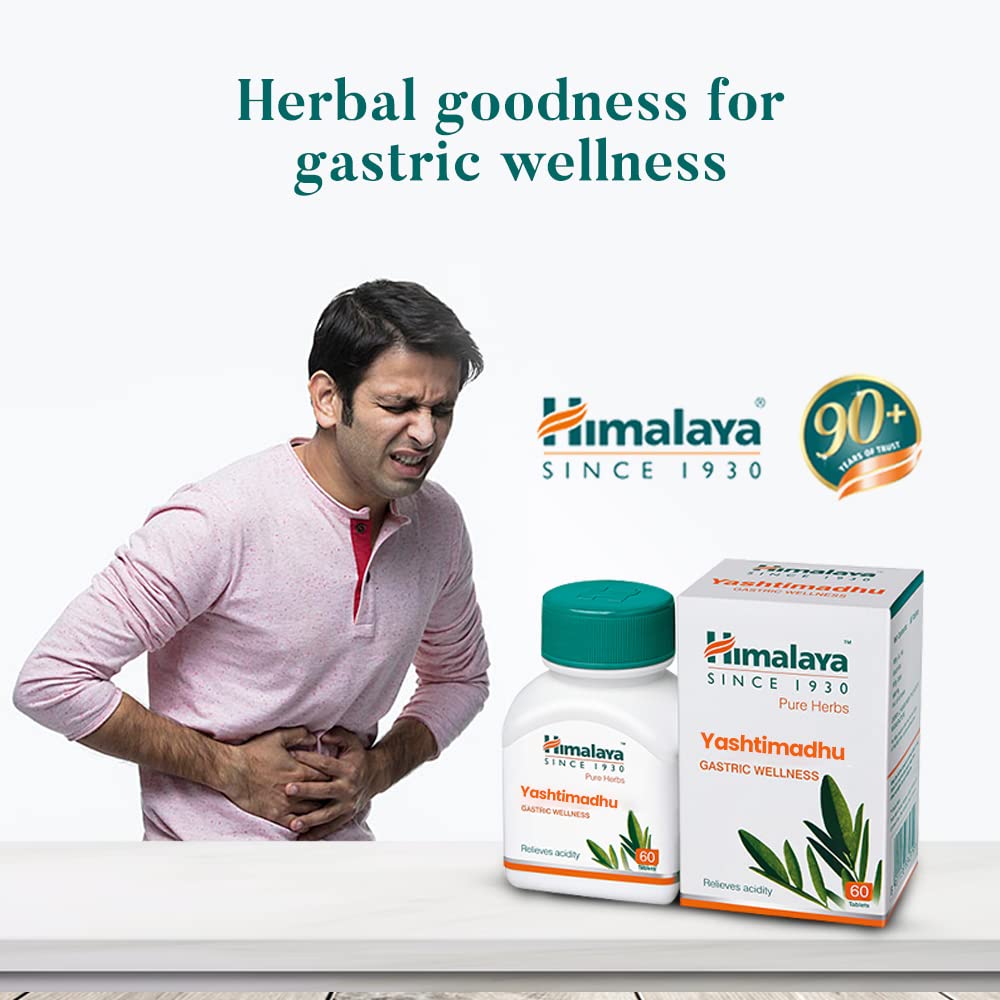 Herbal goodness for
gastric wellness
Himalaya®
SINCE 1930
90+
YEARS OF TRUST
Himalaya
SINCE 1930
Yashtimadhu
GASTRIC WELLNESS
Himalaya™
SINCE 1930
Pure Herbs
Yashtimadhu
GASTRIC WELLNESS
Relieves acidity
60
Tablets
Himalaya™
SINCE 1930
Pure Herbs
Yashtimadhu
GASTRIC WELLNESS
Relieves acidity
60
Tablets